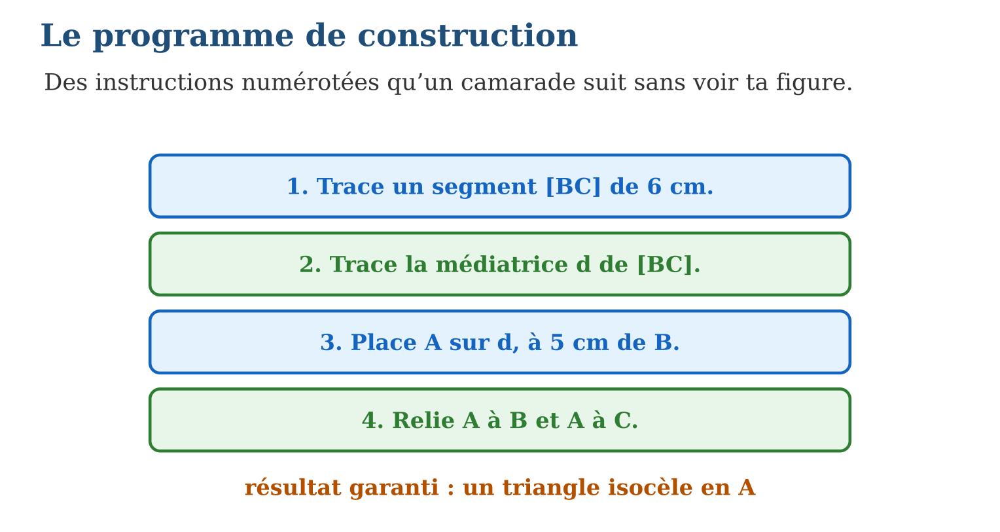 Le programme de construction
Des instructions numérotées qu’un camarade suit sans voir ta figure.
1. Trace un segment [BC] de 6 cm.
2. Trace la médiatrice d de [BC].
3. Place A sur d, à 5 cm de B.
4. Relie A à B et A à C.
résultat garanti : un triangle isocèle en A